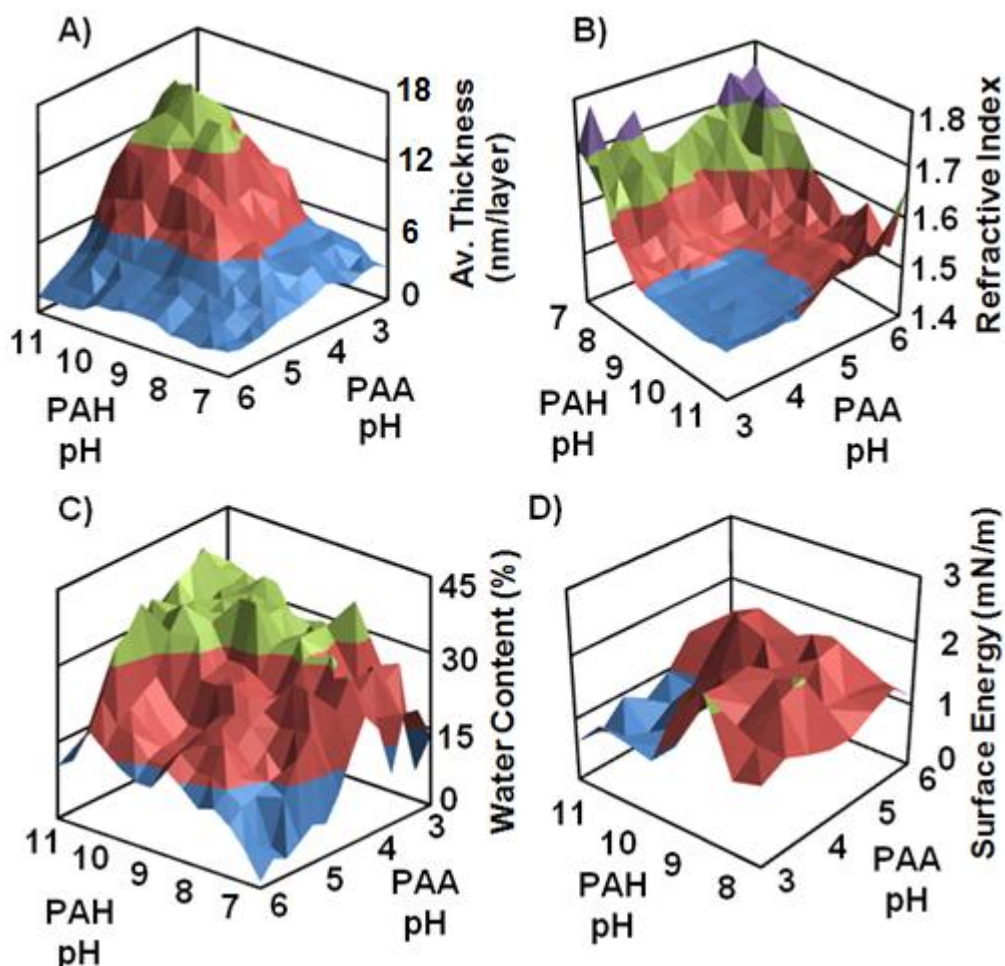 A)
18
12
6
0
Av. Thickness
(nm/layer)
11
10
9
8
7
6
5
4
3
PAH
pH
PAA
pH
B)
1.8
1.7
1.6
1.5
1.4
Refractive Index
7
8
9
10
11
3
4
5
6
PAH
pH
PAA
pH
C)
45
30
15
0
Water Content (%)
11
10
9
8
7
6
5
4
3
PAH
pH
PAA
pH
D)
3
2
1
0
Surface Energy (mN/m)
11
10
9
8
3
4
5
6
PAH
pH
PAA
pH